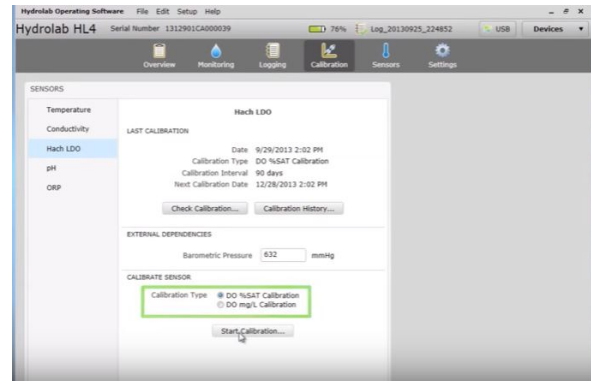 Hydrolab Operating Software File Edit Setup Help
Hydrolab HL4 Serial Number 1312901CA000039 76% Log_20130925_224852 USB Devices
Overview Monitoring Logging Calibration Sensors Settings
SENSORS
Temperature
Conductivity
Hach LDO
pH
ORP
Hach LDO
LAST CALIBRATION
Date 9/29/2013 2:02 PM
Calibration Type DO %SAT Calibration
Calibration Interval 90 days
Next Calibration Date 12/28/2013 2:02 PM
Check Calibration... Calibration History...
EXTERNAL DEPENDENCIES
Barometric Pressure 632 mmHg
CALIBRATE SENSOR
Calibration Type DO %SAT Calibration
DO mg/L Calibration
Start Calibration...